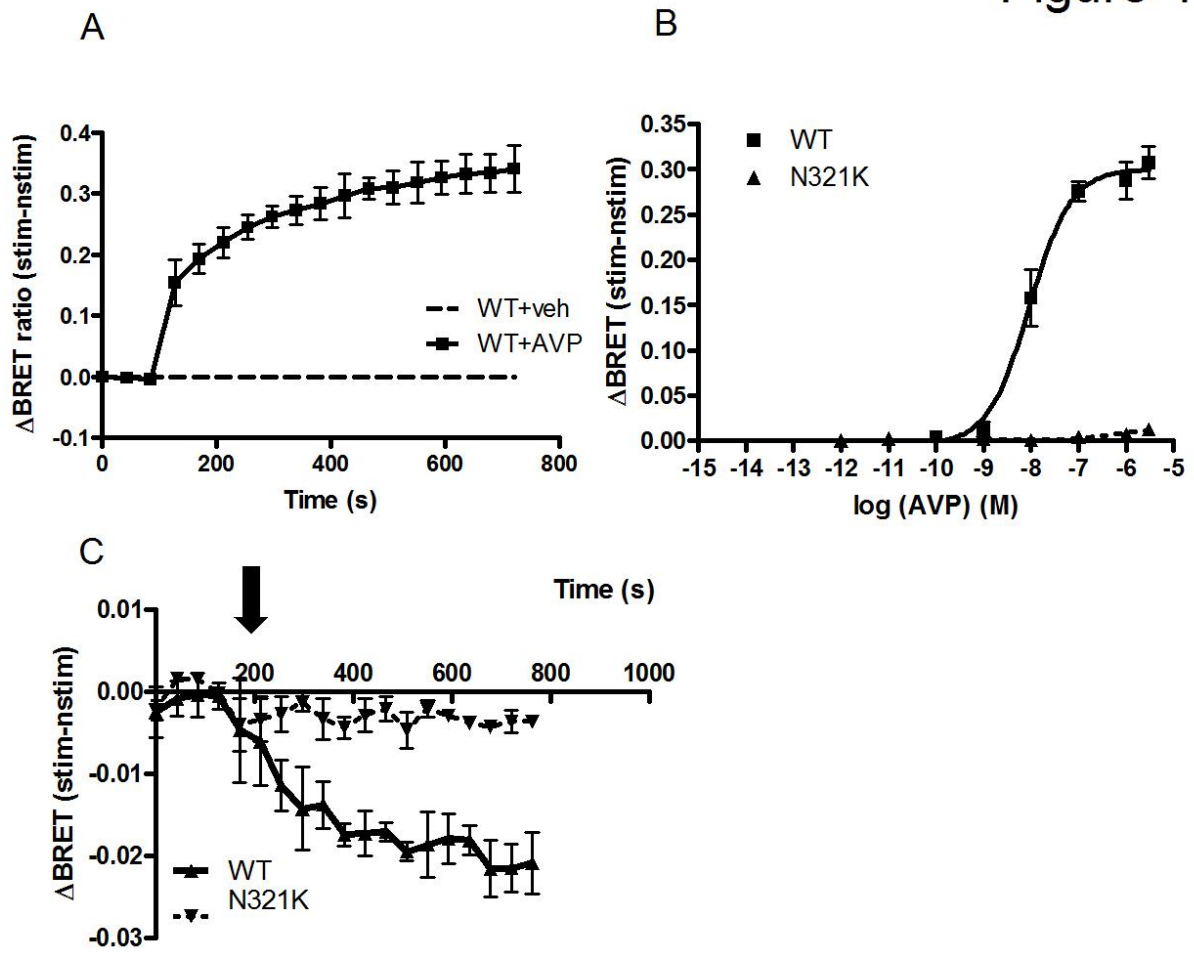 A
B
0.4
0.3
0.2
0.1
0.0
-0.1
ΔBRET ratio (stim-nstim)
WT+veh
WT+AVP
0 200 400 600 800
Time (s)
0.35
0.30
0.25
0.20
0.15
0.10
0.05
0.00
ΔBRET (stim-nstim)
WT
N321K
-15 -14 -13 -12 -11 -10 -9 -8 -7 -6 -5
log (AVP) (M)
C
Time (s)
0.01
200 400 600 800 1000
0.00
-0.01
-0.02
-0.03
ΔBRET (stim-nstim)
WT
N321K